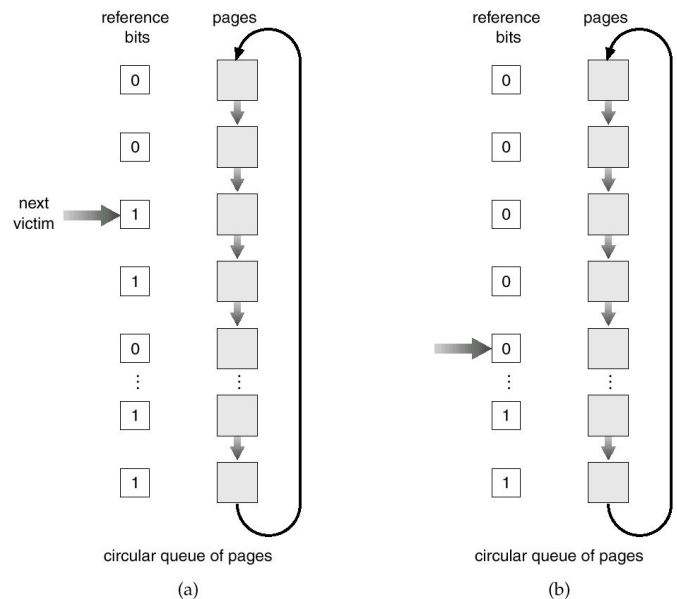 reference bits
pages
0
0
next victim
1
1
0
⋮
⋮
1
1
circular queue of pages
(a)
reference bits
pages
0
0
0
0
0
⋮
⋮
1
1
circular queue of pages
(b)